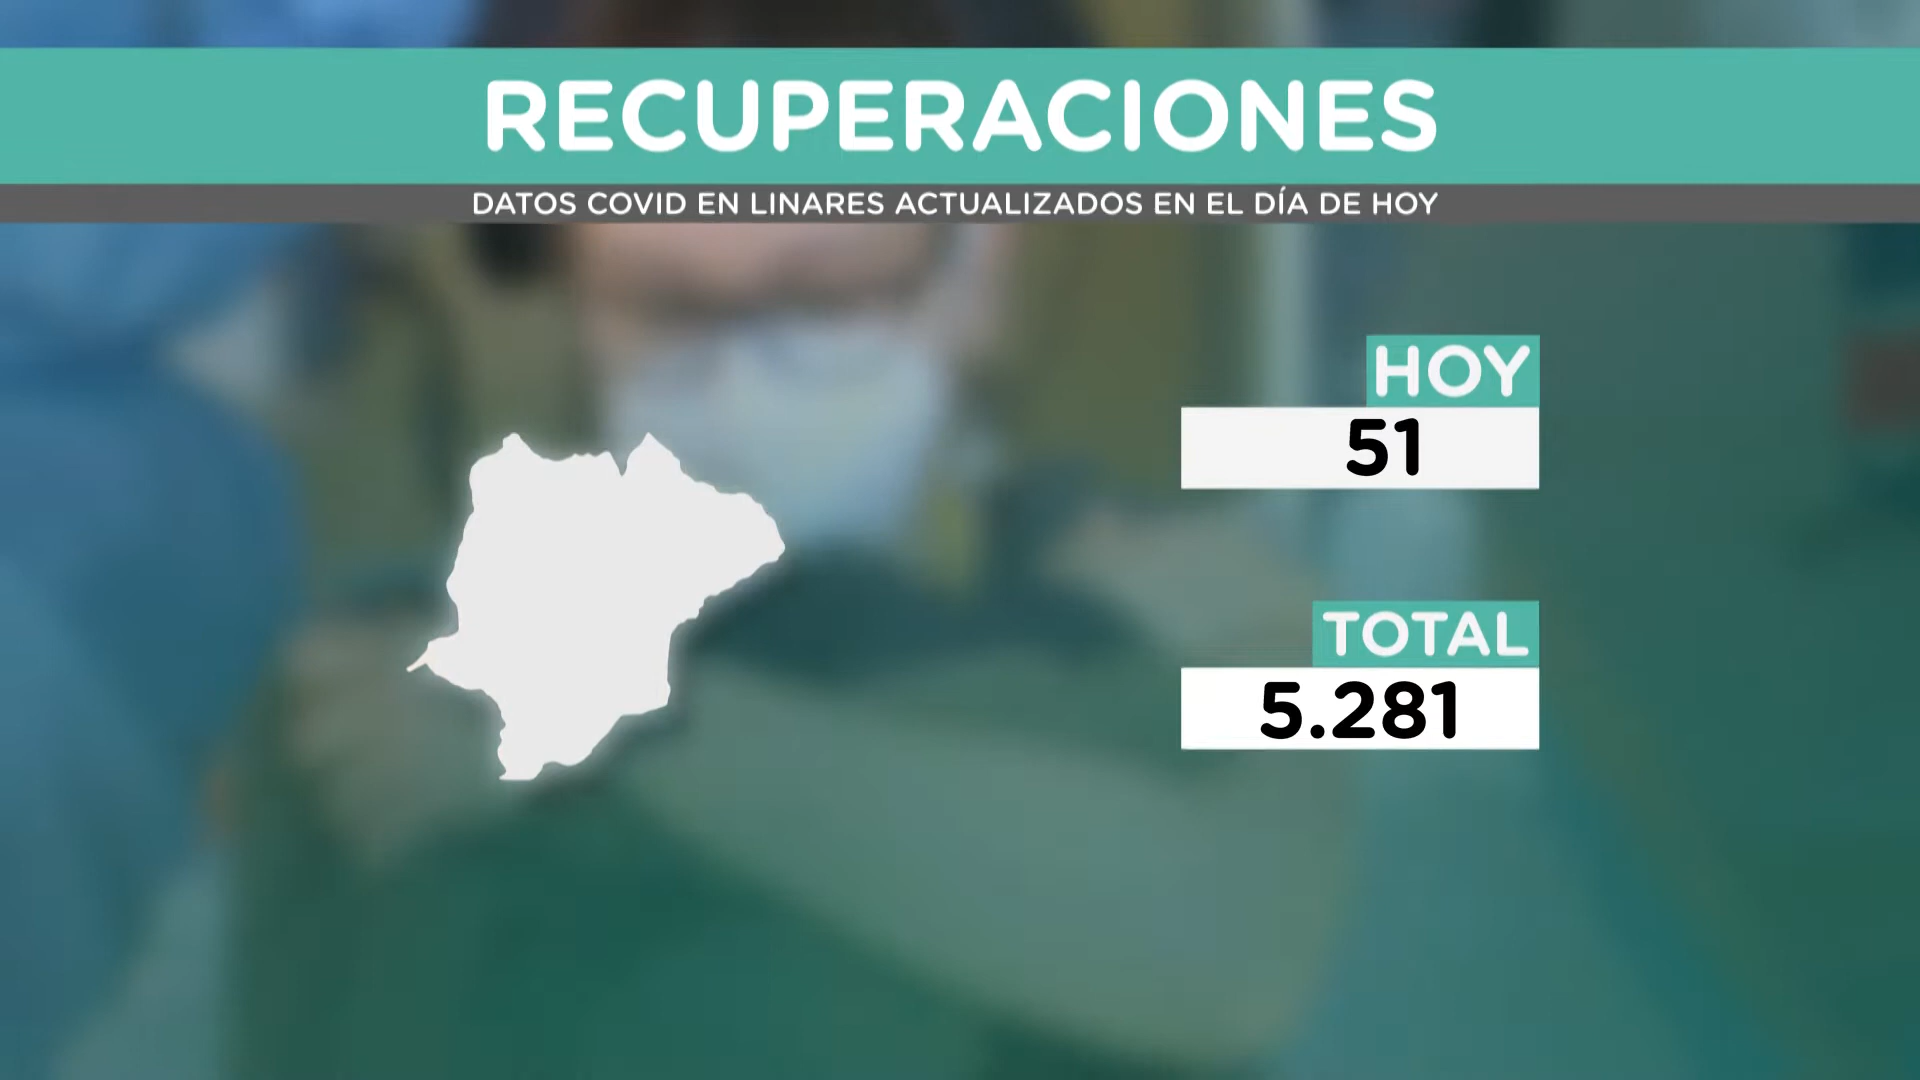 RECUPERACIONES
DATOS COVID EN LINARES ACTUALIZADOS EN EL DÍA DE HOY
HOY
51
TOTAL
5.281